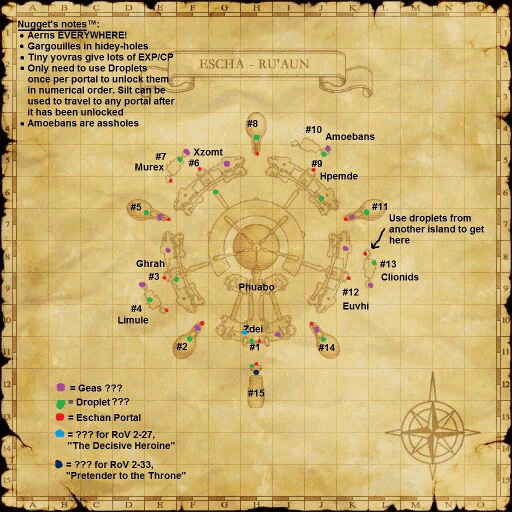 A B C D E F G H I J K L M N O
Nugget's notes™:
• Aerns EVERYWHERE!
• Gargouilles in hidey-holes
• Tiny yovras give lots of EXP/CP
• Only need to use Droplets
once per portal to unlock them
in numerical order. Silt can be
used to travel to any portal after
it has been unlocked
• Amoebans are assholes
ESCHA - RU'AUN
#8
#10
Amoebans
#7
Xzomt
#6
Murex
#9
Hpemde
#5
#11
Use droplets from
another island to get
here
Ghrah
#3
#13
Clionids
Phuabo
#12
Euvhi
#4
Limule
Zdei
#1
#2
#14
#15
= Geas ???
= Droplet ???
= Eschan Portal
= ??? for RoV 2-27,
"The Decisive Heroine"
= ??? for RoV 2-33,
"Pretender to the Throne"
A B C D E F G H I J K L M N O